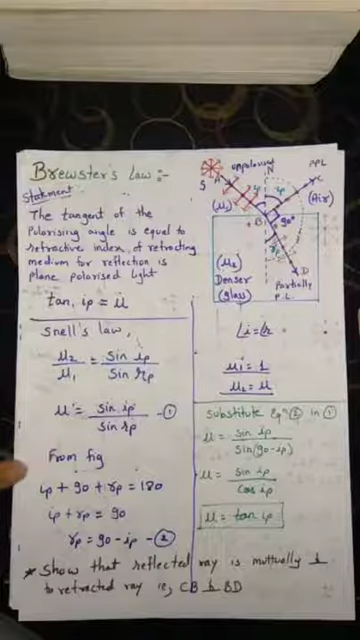 Brewster's Law :-
Statement
The tangent of the
Polarising angle is equal to
refractive index, of refracting
medium for reflection is
plane polarised light
tan, ip = μ
Snell's law,
μ2/μ1 = sin ip/sin rp
μ = sin ip/sin rp -①
From fig
ip + 90 + rp = 180
ip + rp = 90
rp = 90 - ip -②
unpolarised
N
PPL
S
A
C
ip
ip
(μ1)
(Air)
B
90°
rp
(μ2)
Denser
(glass)
D
Partially
P.L.
μ1 = 1
μ2 = μ
substitute Eqn ② in ①
μ = sin ip/sin(90-ip)
μ = sin ip/cos ip
μ = tan ip
* Show that reflected ray is mutually ⊥
to refracted ray ie, CB ⊥ BD